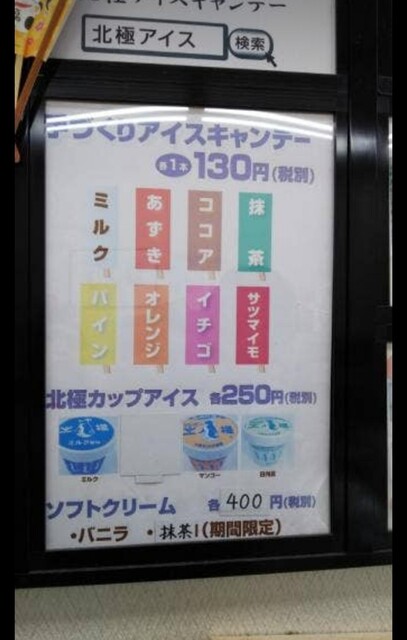 北極アイス 検索
手づくりアイスキャンデー
各1本130円(税別)
ミルク
あずき
ココア
抹茶
パイン
オレンジ
イチゴ
サツマイモ
北極カップアイス 各250円(税別)
ミルク
マンゴー
ソフトクリーム 各400円(税別)
・バニラ ・抹茶(期間限定)